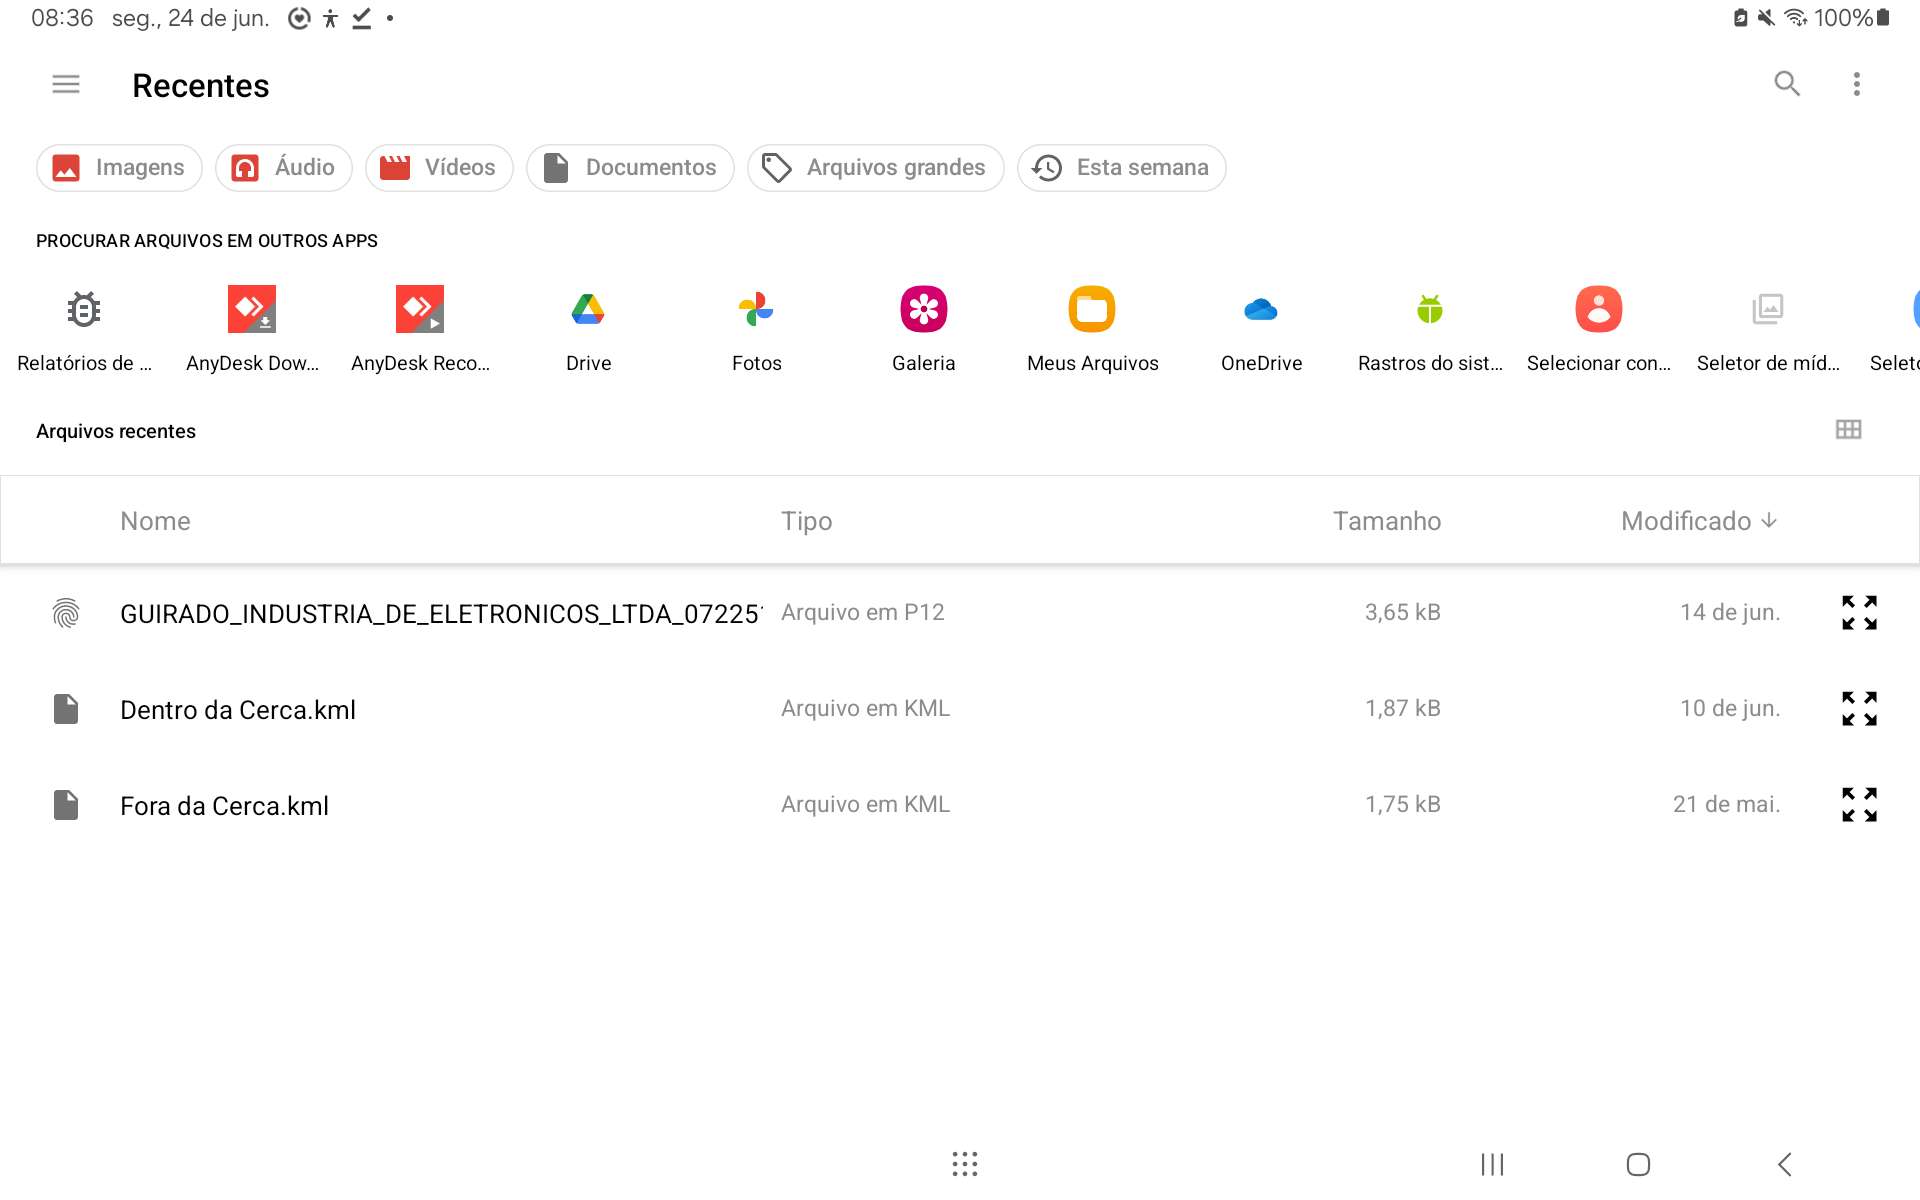 08:36 seg., 24 de jun. 100%
Recentes
Imagens Áudio Vídeos Documentos Arquivos grandes Esta semana
PROCURAR ARQUIVOS EM OUTROS APPS
Relatórios de ... AnyDesk Dow... AnyDesk Reco... Drive Fotos Galeria Meus Arquivos OneDrive Rastros do sist... Selecionar con... Seletor de míd... Seleto
Arquivos recentes
Nome Tipo Tamanho Modificado
GUIRADO_INDUSTRIA_DE_ELETRONICOS_LTDA_07225 Arquivo em P12 3,65 kB 14 de jun.
Dentro da Cerca.kml Arquivo em KML 1,87 kB 10 de jun.
Fora da Cerca.kml Arquivo em KML 1,75 kB 21 de mai.